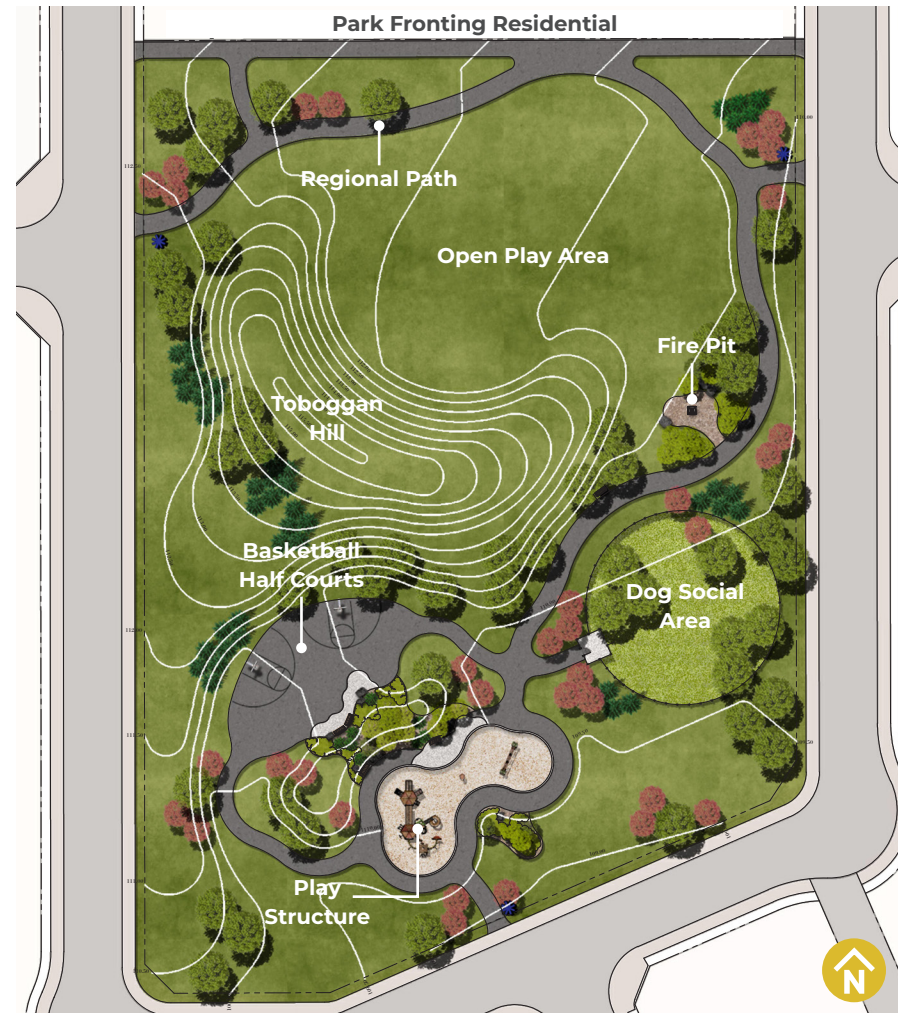 Park Fronting Residential
Regional Path
Open Play Area
Fire Pit
Toboggan
Hill
Basketball
Half Courts
Dog Social
Area
Play
Structure
N